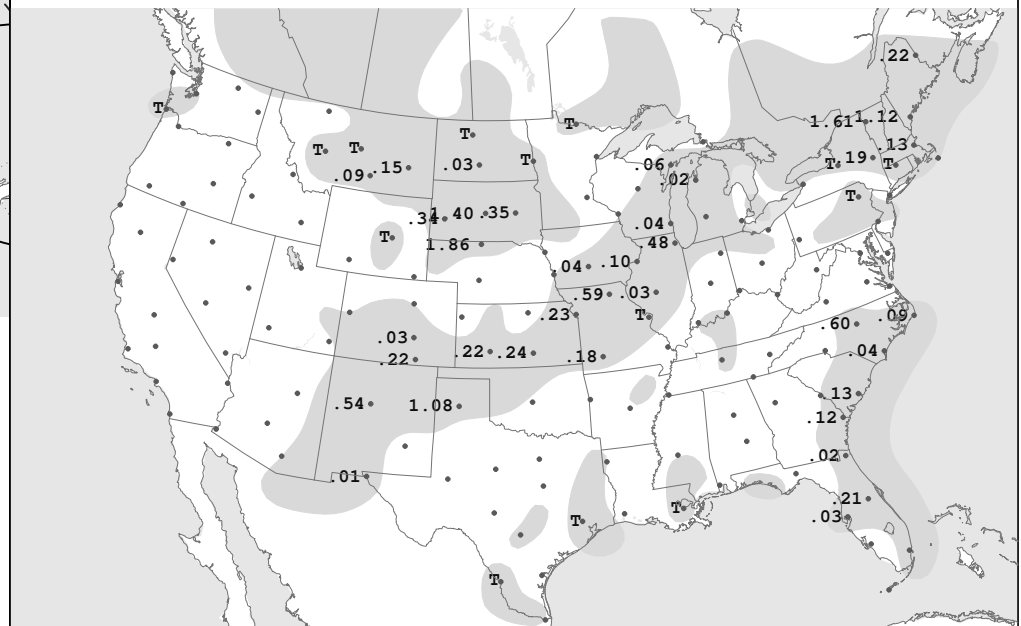 .22
T
1.61
1.12
T
T
T
T
.13
.09
.15
.03
T
.06
.02
T
.19
T
T
.34
1.40
.35
.04
T
1.86
.48
.04
.10
.59
.03
.23
T
.09
.60
.03
.22
.22
.24
.18
.04
.54
1.08
.13
.12
.01
.02
.21
T
T
.03
T